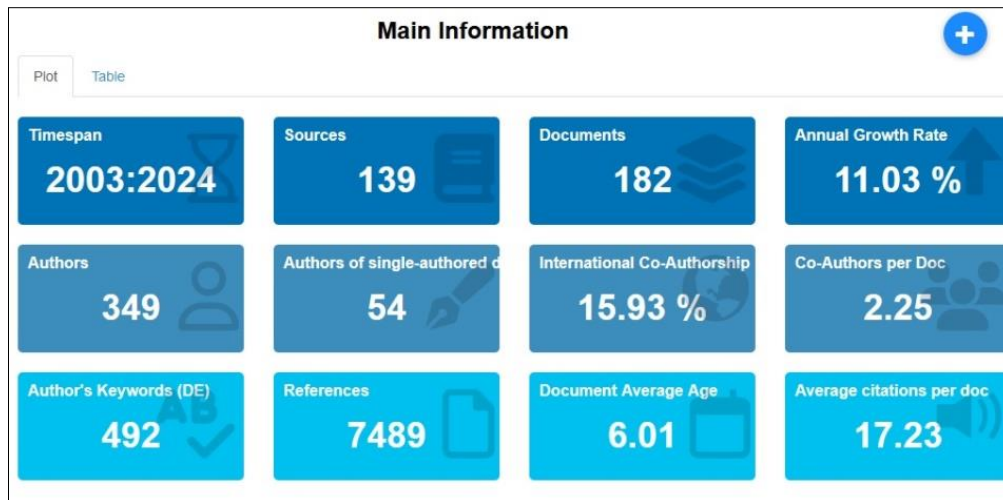 Main Information
Plot Table
Timespan Sources Documents Annual Growth Rate
2003:2024 139 182 11.03 %
Authors Authors of single-authored d International Co-Authorship Co-Authors per Doc
349 54 15.93 % 2.25
Author's Keywords (DE) References Document Average Age Average citations per doc
AB
492 7489 6.01 17.23